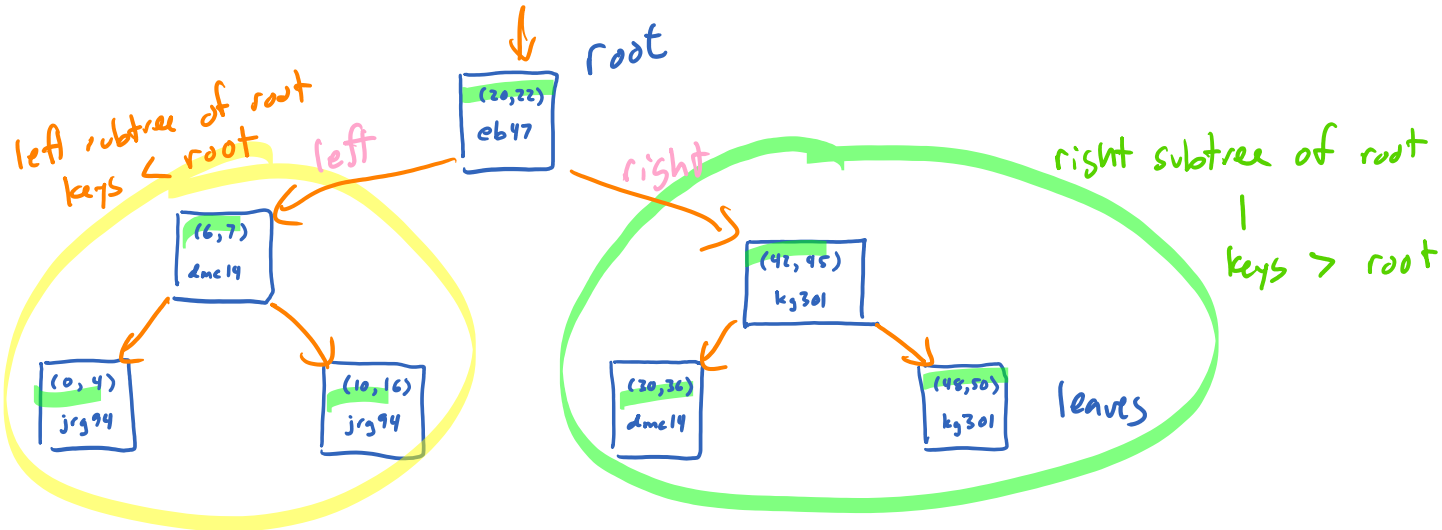 root
(20,22)
eb47
left subtree of root
keys < root
left
right
right subtree of root
keys > root
(6,7)
dmc14
(42,45)
kg301
(0,4)
jrg94
(10,16)
jrg94
(30,36)
dmc14
(48,50)
kg301
leaves